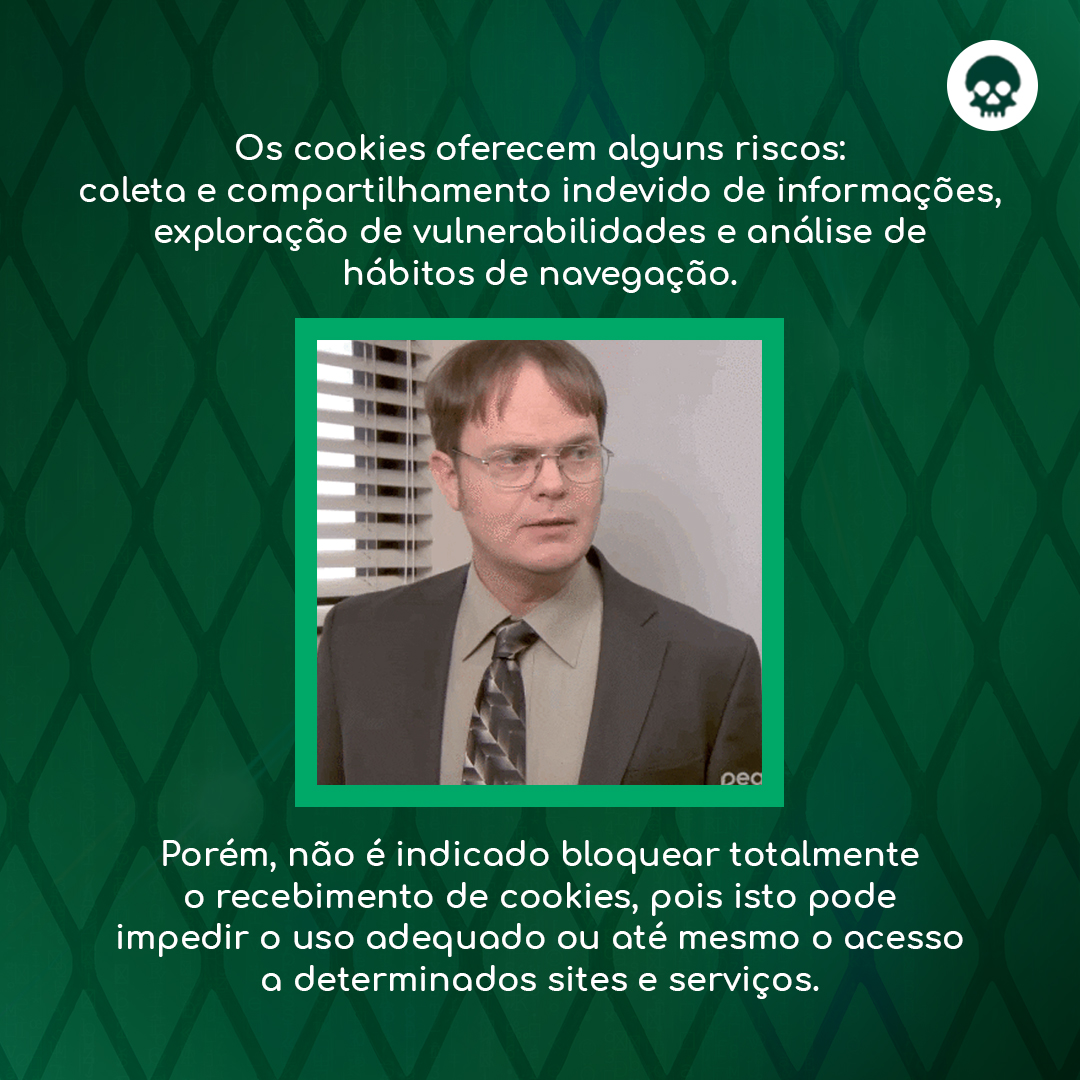 Os cookies oferecem alguns riscos:
coleta e compartilhamento indevido de informações,
exploração de vulnerabilidades e análise de
hábitos de navegação.
pea
Porém, não é indicado bloquear totalmente
o recebimento de cookies, pois isto pode
impedir o uso adequado ou até mesmo o acesso
a determinados sites e serviços.